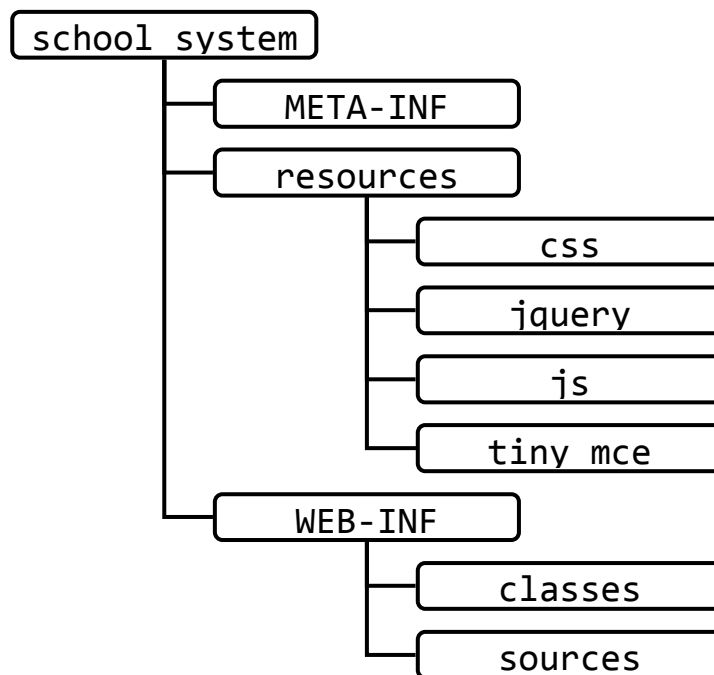 school system
META-INF
resources
css
jquery
js
tiny mce
WEB-INF
classes
sources